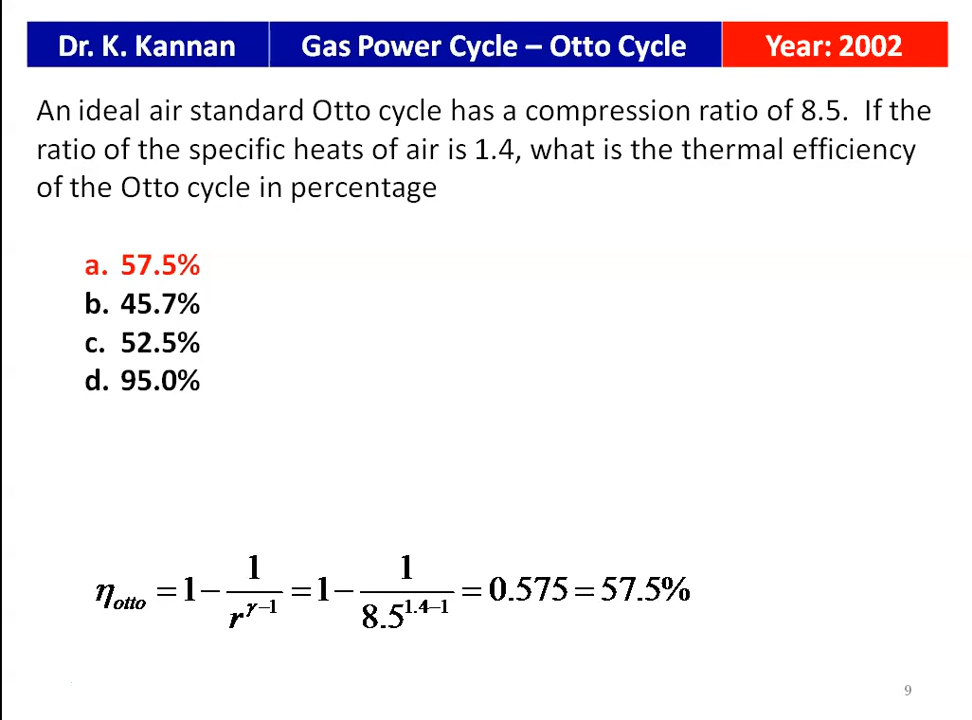 Dr. K. Kannan
Gas Power Cycle – Otto Cycle
Year: 2002
An ideal air standard Otto cycle has a compression ratio of 8.5. If the
ratio of the specific heats of air is 1.4, what is the thermal efficiency
of the Otto cycle in percentage
a. 57.5%
b. 45.7%
c. 52.5%
d. 95.0%
η_otto = 1 − 1/r^(γ−1) = 1 − 1/8.5^(1.4−1) = 0.575 = 57.5%
9